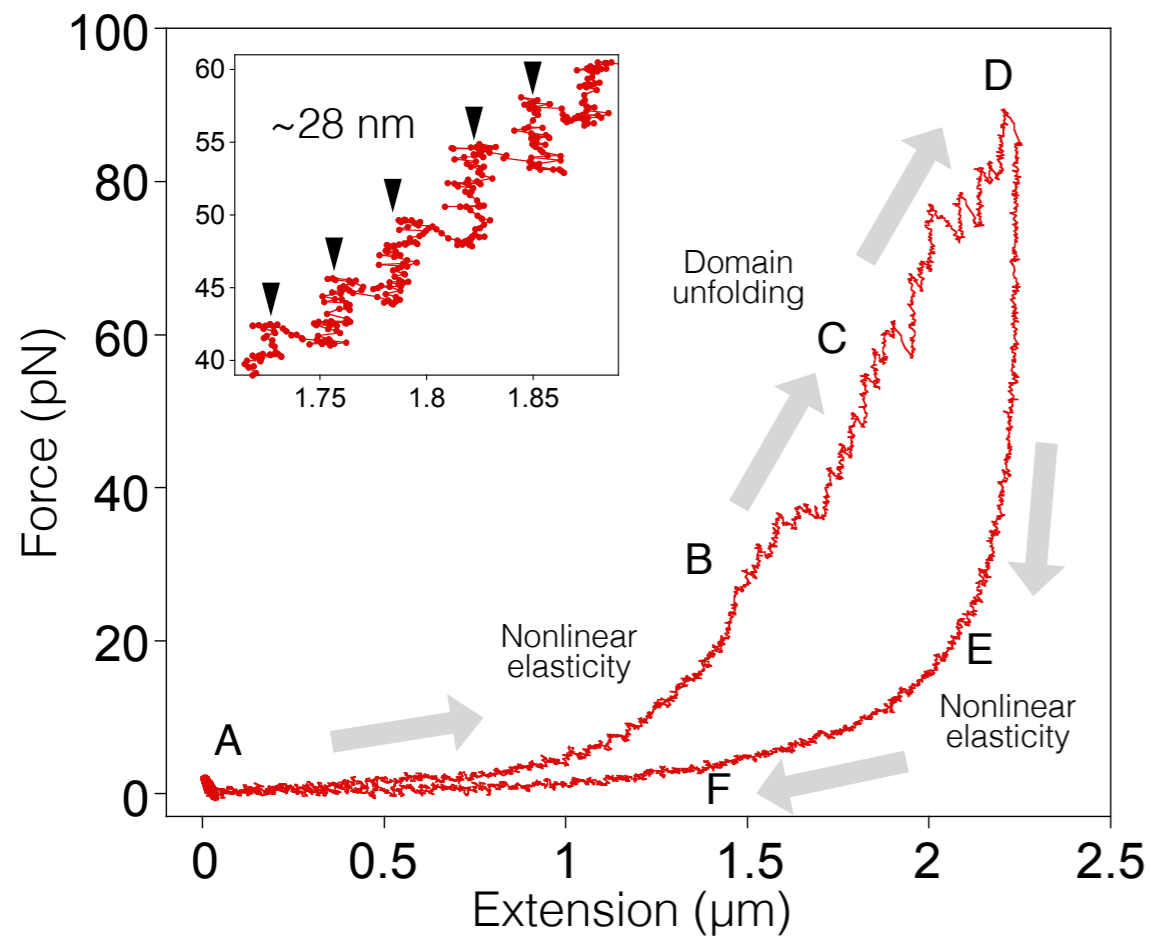 100
80
60
40
20
0
Force (pN)
60
55
50
45
40
~28 nm
1.75
1.8
1.85
D
Domain
unfolding
C
B
Nonlinear
elasticity
A
E
Nonlinear
elasticity
F
0
0.5
1
1.5
2
2.5
Extension (μm)